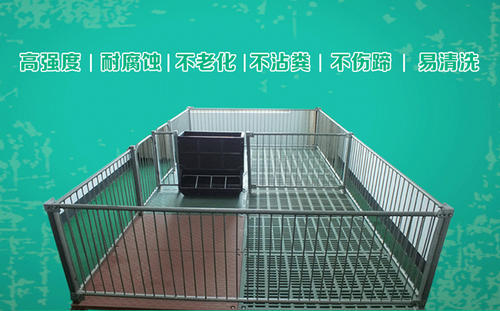 高强度 | 耐腐蚀 | 不老化 | 不沾粪 | 不伤蹄 | 易清洗